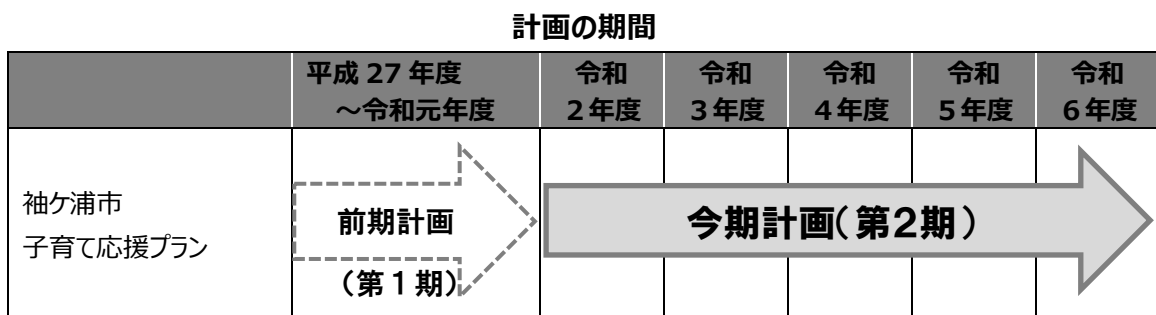 計画の期間
平成 27 年度
～令和元年度
令和
2年度
令和
3年度
令和
4年度
令和
5年度
令和
6年度
袖ケ浦市
子育て応援プラン
前期計画
（第１期）
今期計画（第２期）